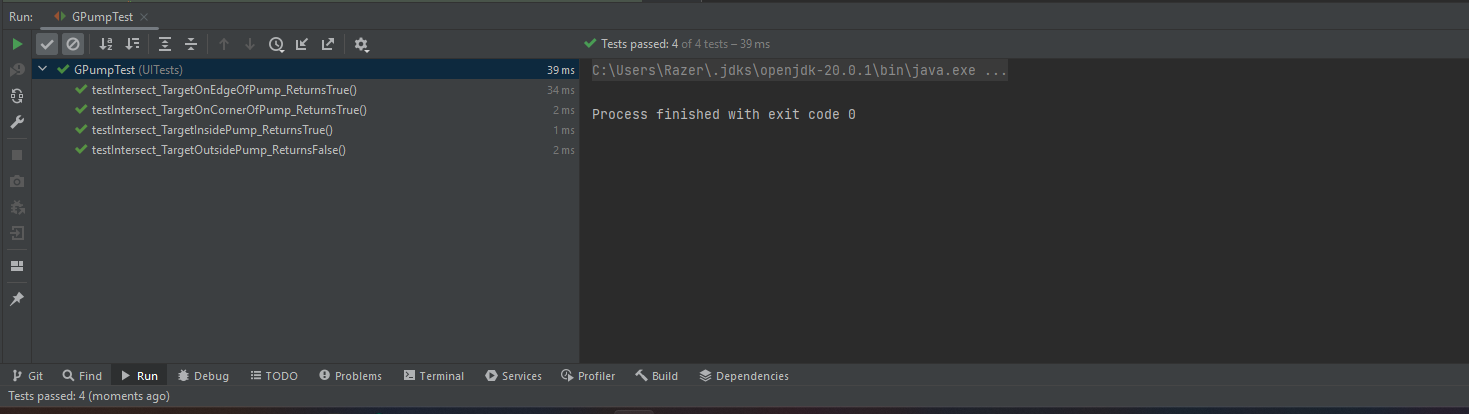 Run: GPumpTest
Tests passed: 4 of 4 tests – 39 ms
GPumpTest (UITests) 39 ms
testIntersect_TargetOnEdgeOfPump_ReturnsTrue() 34 ms
testIntersect_TargetOnCornerOfPump_ReturnsTrue() 2 ms
testIntersect_TargetInsidePump_ReturnsTrue() 1 ms
testIntersect_TargetOutsidePump_ReturnsFalse() 2 ms
C:\Users\Razer\.jdks\openjdk-20.0.1\bin\java.exe ...
Process finished with exit code 0
Git Find Run Debug TODO Problems Terminal Services Profiler Build Dependencies
Tests passed: 4 (moments ago)